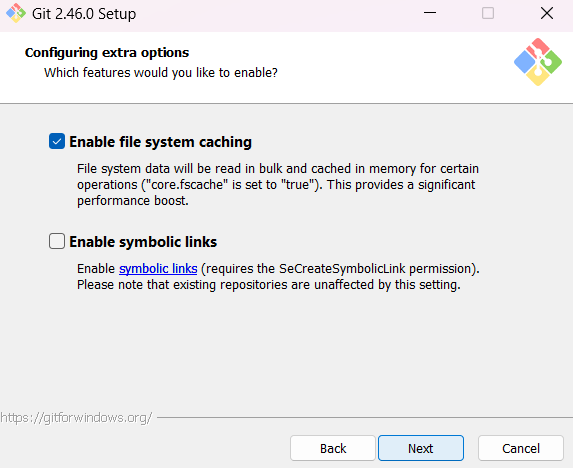 Git 2.46.0 Setup
Configuring extra options
Which features would you like to enable?
Enable file system caching
File system data will be read in bulk and cached in memory for certain
operations ("core.fscache" is set to "true"). This provides a significant
performance boost.
Enable symbolic links
Enable symbolic links (requires the SeCreateSymbolicLink permission).
Please note that existing repositories are unaffected by this setting.
https://gitforwindows.org/
Back
Next
Cancel